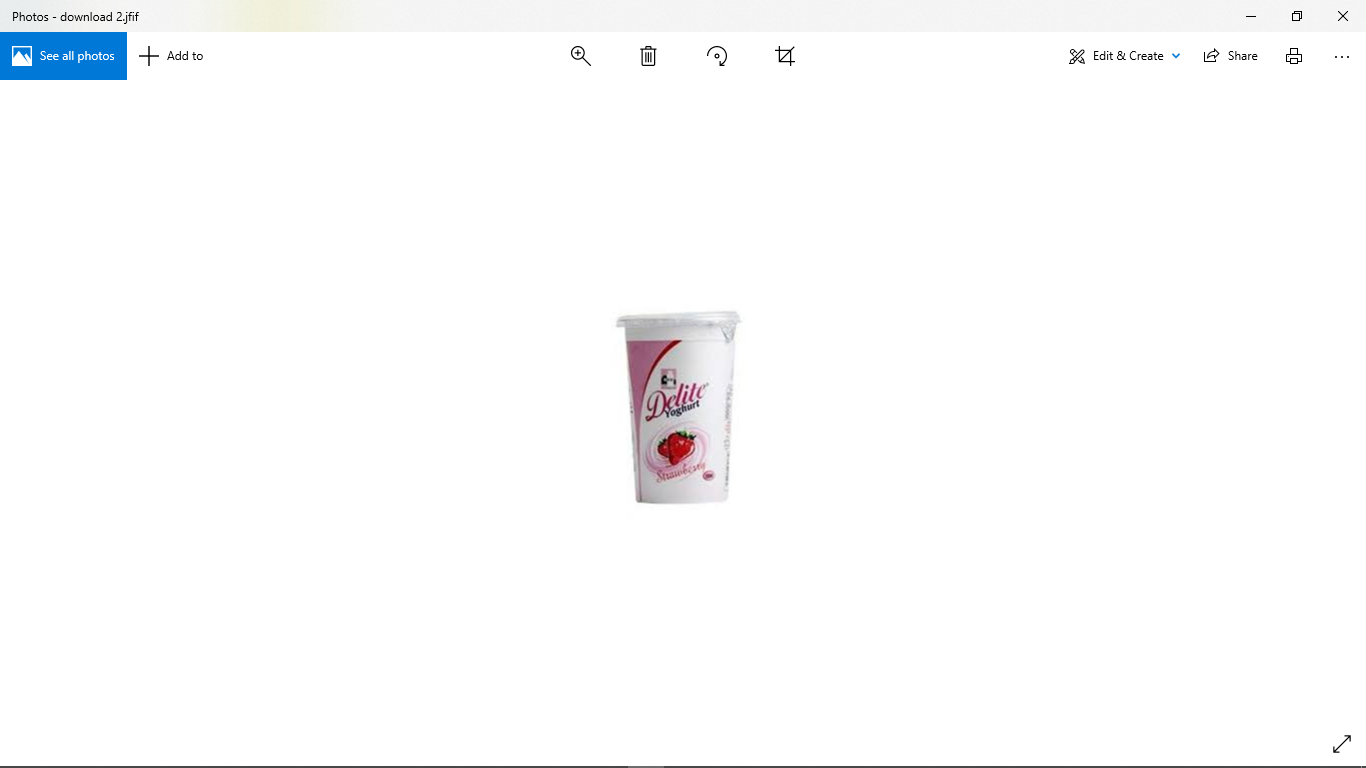 Photos - download 2.jfif
See all photos
Add to
Edit & Create
Share
Delite
Yoghurt
Strawberry